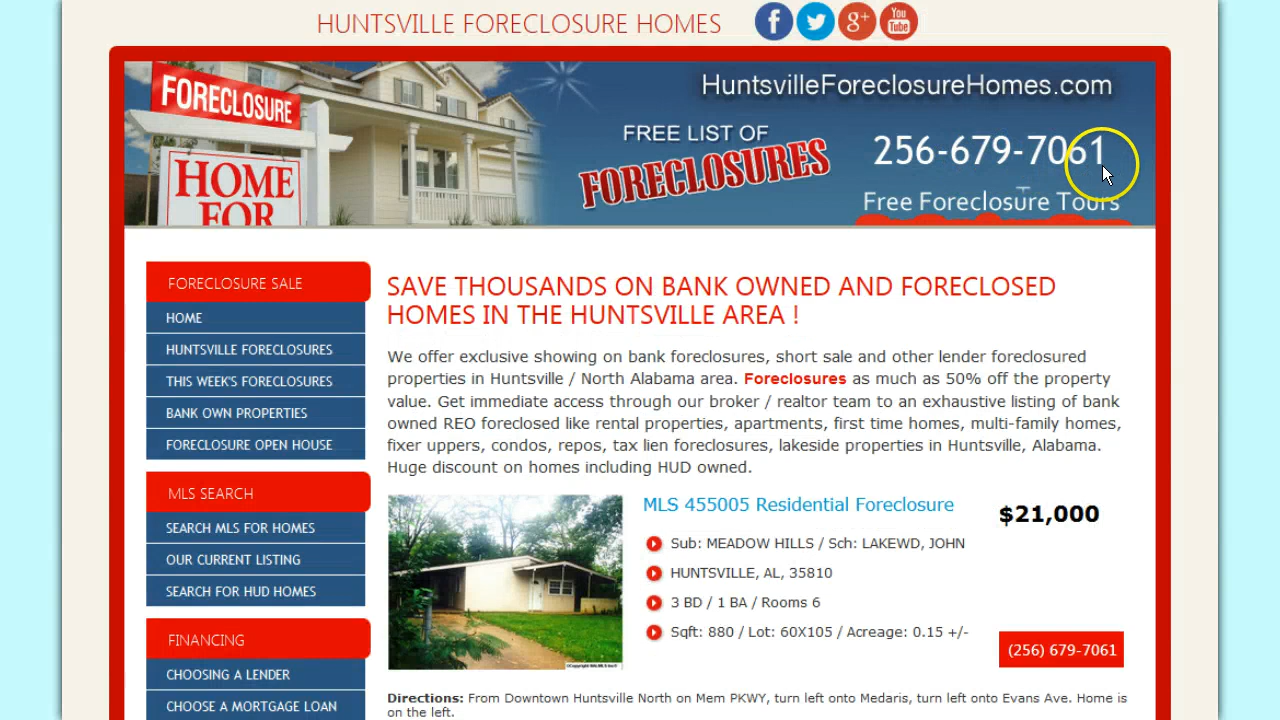 HUNTSVILLE FORECLOSURE HOMES
f
g+
You
Tube
FORECLOSURE
HOME
FOR
HuntsvilleForeclosureHomes.com
FREE LIST OF
FORECLOSURES
256-679-7061
Free Foreclosure Tours
FORECLOSURE SALE
HOME
HUNTSVILLE FORECLOSURES
THIS WEEK'S FORECLOSURES
BANK OWN PROPERTIES
FORECLOSURE OPEN HOUSE
MLS SEARCH
SEARCH MLS FOR HOMES
OUR CURRENT LISTING
SEARCH FOR HUD HOMES
FINANCING
CHOOSING A LENDER
CHOOSE A MORTGAGE LOAN
SAVE THOUSANDS ON BANK OWNED AND FORECLOSED
HOMES IN THE HUNTSVILLE AREA !
We offer exclusive showing on bank foreclosures, short sale and other lender foreclosured
properties in Huntsville / North Alabama area. Foreclosures as much as 50% off the property
value. Get immediate access through our broker / realtor team to an exhaustive listing of bank
owned REO foreclosed like rental properties, apartments, first time homes, multi-family homes,
fixer uppers, condos, repos, tax lien foreclosures, lakeside properties in Huntsville, Alabama.
Huge discount on homes including HUD owned.
MLS 455005 Residential Foreclosure
$21,000
Sub: MEADOW HILLS / Sch: LAKEWD, JOHN
HUNTSVILLE, AL, 35810
3 BD / 1 BA / Rooms 6
Sqft: 880 / Lot: 60X105 / Acreage: 0.15 +/-
(256) 679-7061
Directions: From Downtown Huntsville North on Mem PKWY, turn left onto Medaris, turn left onto Evans Ave. Home is
on the left.